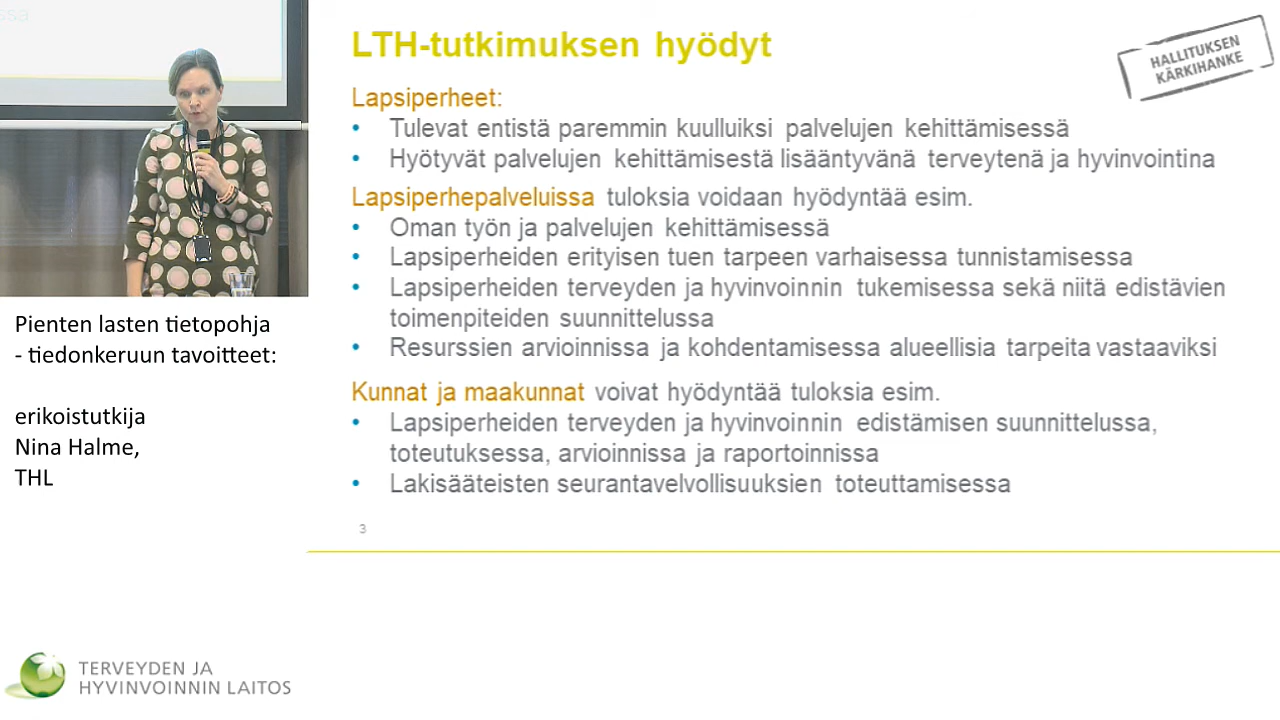 ssa
LTH-tutkimuksen hyödyt
HALLITUKSEN
KÄRKIHANKE
Lapsiperheet:
• Tulevat entistä paremmin kuulluiksi palvelujen kehittämisessä
• Hyötyvät palvelujen kehittämisestä lisääntyvänä terveytenä ja hyvinvointina
Lapsiperhepalveluissa tuloksia voidaan hyödyntää esim.
• Oman työn ja palvelujen kehittämisessä
• Lapsiperheiden erityisen tuen tarpeen varhaisessa tunnistamisessa
• Lapsiperheiden terveyden ja hyvinvoinnin tukemisessa sekä niitä edistävien
toimenpiteiden suunnittelussa
• Resurssien arvioinnissa ja kohdentamisessa alueellisia tarpeita vastaaviksi
Kunnat ja maakunnat voivat hyödyntää tuloksia esim.
• Lapsiperheiden terveyden ja hyvinvoinnin edistämisen suunnittelussa,
toteutuksessa, arvioinnissa ja raportoinnissa
• Lakisääteisten seurantavelvollisuuksien toteuttamisessa
3
Pienten lasten tietopohja
- tiedonkeruun tavoitteet:
erikoistutkija
Nina Halme,
THL
TERVEYDEN JA
HYVINVOINNIN LAITOS